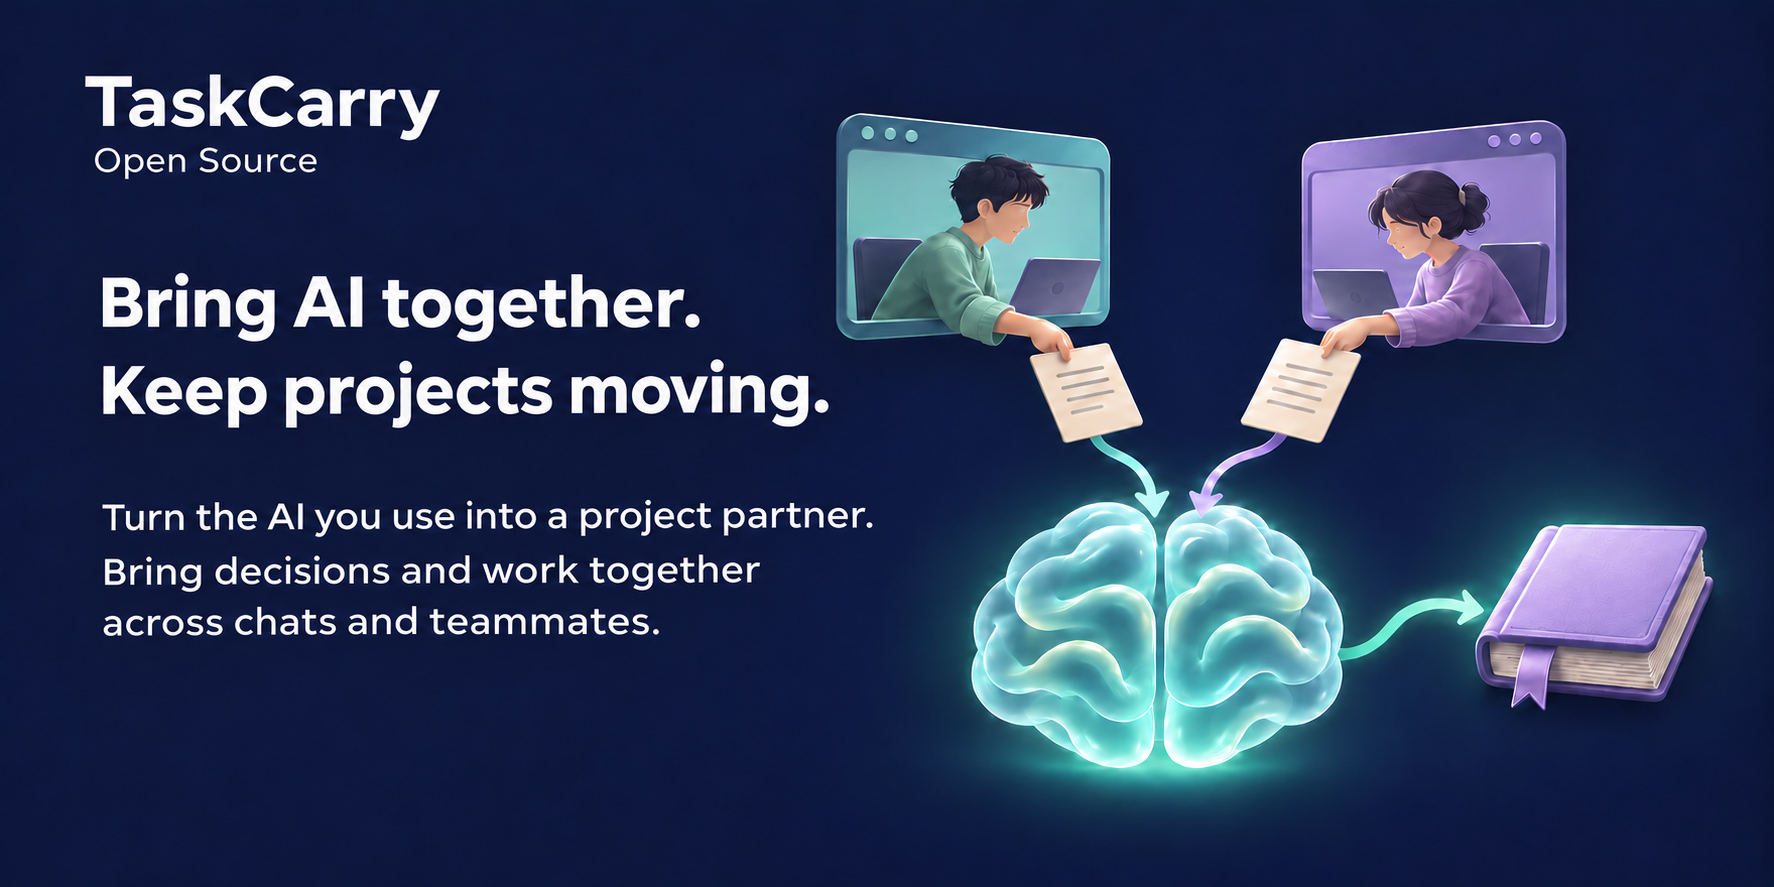 TaskCarry
Open Source
Bring AI together.
Keep projects moving.
Turn the AI you use into a project partner.
Bring decisions and work together
across chats and teammates.